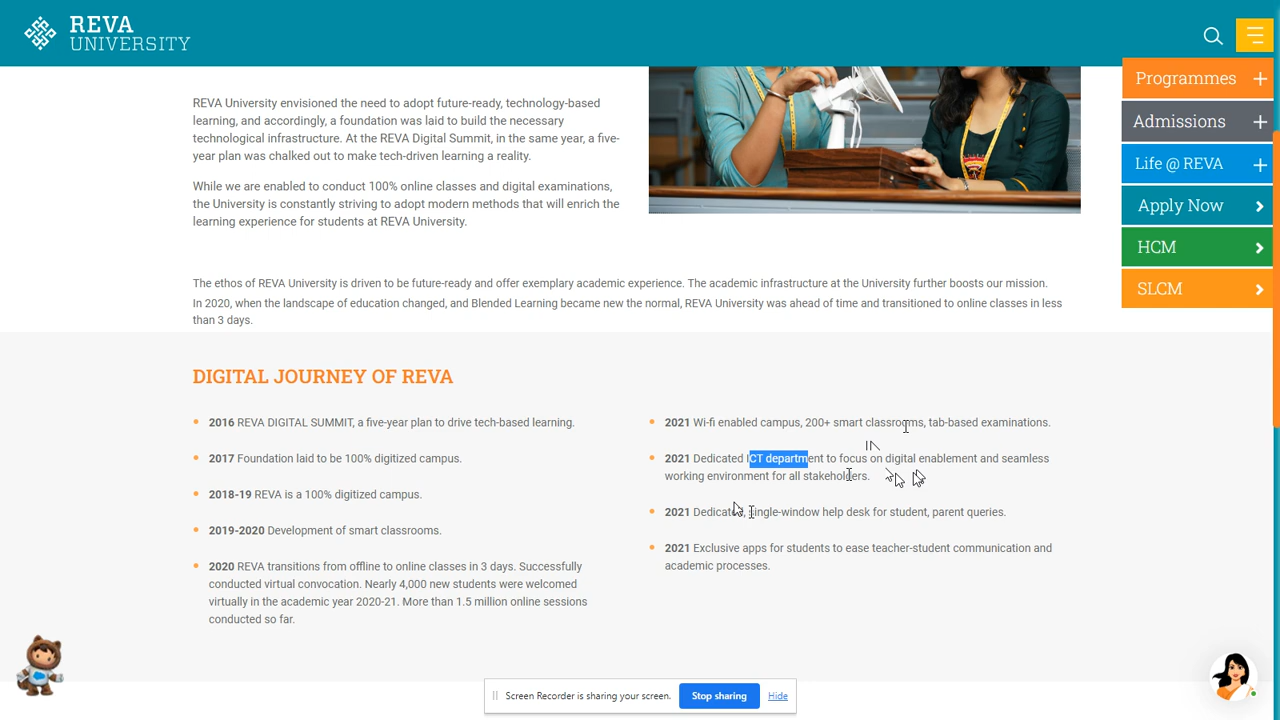 REVA
UNIVERSITY
Programmes +
Admissions +
Life @ REVA +
Apply Now
HCM
SLCM
REVA University envisioned the need to adopt future-ready, technology-based
learning, and accordingly, a foundation was laid to build the necessary
technological infrastructure. At the REVA Digital Summit, in the same year, a five-
year plan was chalked out to make tech-driven learning a reality.
While we are enabled to conduct 100% online classes and digital examinations,
the University is constantly striving to adopt modern methods that will enrich the
learning experience for students at REVA University.
The ethos of REVA University is driven to be future-ready and offer exemplary academic experience. The academic infrastructure at the University further boosts our mission.
In 2020, when the landscape of education changed, and Blended Learning became new the normal, REVA University was ahead of time and transitioned to online classes in less
than 3 days.
DIGITAL JOURNEY OF REVA
2016 REVA DIGITAL SUMMIT, a five-year plan to drive tech-based learning.
2017 Foundation laid to be 100% digitized campus.
2018-19 REVA is a 100% digitized campus.
2019-2020 Development of smart classrooms.
2020 REVA transitions from offline to online classes in 3 days. Successfully
conducted virtual convocation. Nearly 4,000 new students were welcomed
virtually in the academic year 2020-21. More than 1.5 million online sessions
conducted so far.
2021 Wi-fi enabled campus, 200+ smart classrooms, tab-based examinations.
2021 Dedicated ICT department to focus on digital enablement and seamless
working environment for all stakeholders.
2021 Dedicated, single-window help desk for student, parent queries.
2021 Exclusive apps for students to ease teacher-student communication and
academic processes.
Screen Recorder is sharing your screen. Stop sharing Hide